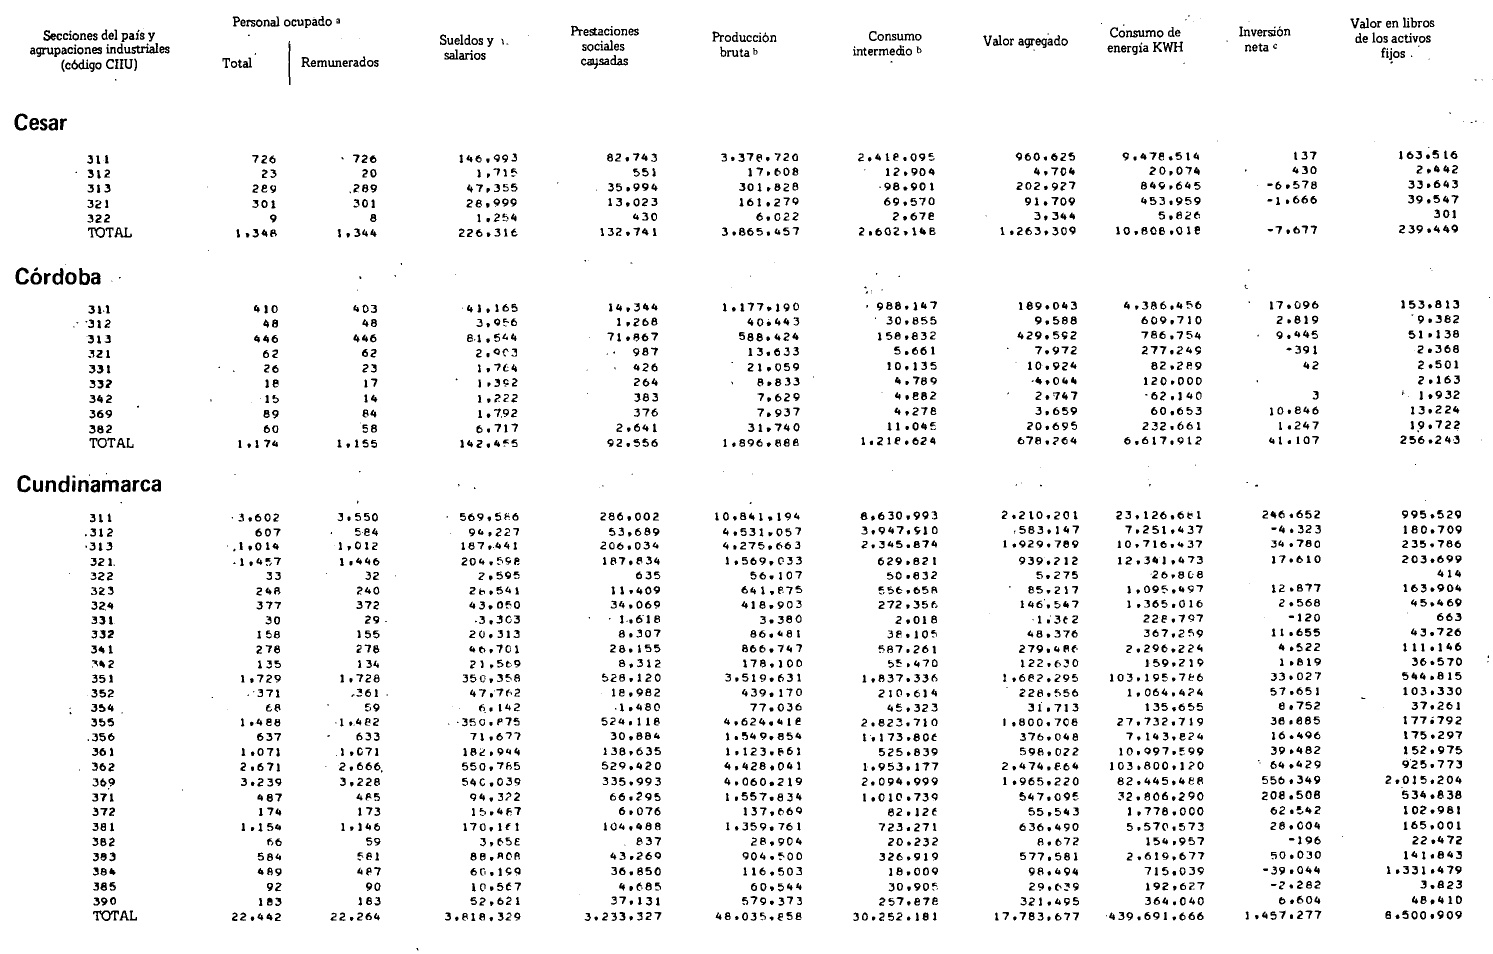 Secciones del país y agrupaciones industriales (código CIIU) Personal ocupado a Total Remunerados Sueldos y salarios Prestaciones sociales causadas Producción bruta b Consumo intermedio b Valor agregado Consumo de energía KWH Inversión neta c Valor en libros de los activos fijos
Cesar
311 726 726 146,993 82,743 3.378.720 2.418.095 960.625 9.478.514 137 163.516
312 23 20 1,715 551 17.608 12.904 4.704 20.074 430 2.442
313 289 289 47,355 35.994 301.828 98.901 202.927 849.645 -6.578 33.643
321 301 301 28,999 13,023 161.279 69.570 91.709 453.959 -1.666 39.547
322 9 8 1.254 430 6.022 2.678 3.344 5.826 301
TOTAL 1.348 1.344 226.316 132.741 3.865.457 2.602.148 1.263.309 10.808.018 -7.677 239.449
Córdoba
311 410 403 41,165 14,344 1.177.190 988.147 189.043 4.386.456 17.096 153.813
312 48 48 3,956 1,268 40.443 30.855 9.588 609.710 2.819 9.382
313 446 446 81,544 71.867 588.424 158.832 429.592 786.754 9.445 51.138
321 62 62 2,903 987 13.633 5.661 7.972 277.249 -391 2.368
331 26 23 1,764 426 21.059 10.135 10.924 82.289 42 2.501
332 18 17 1,392 264 8.833 4.789 4.044 120.000 2.163
342 15 14 1.222 383 7.629 4.882 2.747 62.140 3 1.932
369 89 84 1.792 376 7.937 4.278 3.659 60.653 10.846 13.224
382 60 58 6.717 2.641 31.740 11.045 20.695 232.661 1.247 19.722
TOTAL 1.174 1.155 142.455 92.556 1.896.888 1.218.624 678.264 6.617.912 41.107 256.243
Cundinamarca
311 3.602 3.550 569.586 286.002 10.841.194 8.630.993 2.210.201 23.126.681 246.652 995.529
312 607 584 94,227 53,689 4.531.057 3.947.910 583.147 7.251.437 -4.323 180.709
313 1.014 1,012 187.441 206.034 4.275.663 2.345.874 1.929.789 10.716.437 34.780 235.786
321 1.457 1.446 204.598 187.834 1.569.033 629.821 939.212 12.341.473 17.610 203.699
322 33 32 2.595 635 56.107 50.832 5.275 26.808 414
323 248 240 26,541 11.409 641.875 556.658 85.217 1.095.497 12.877 163.904
324 377 372 43.050 34.069 418.903 272.356 146.547 1.365.016 2.568 45.469
331 30 29 3,303 1.618 3.380 2.018 1.362 228.797 -120 663
332 158 155 20.313 8.307 86.481 38.105 48.376 367.259 11.655 43.726
341 278 278 46,701 28.155 866.747 587.261 279.486 2.296.224 4.522 111.146
342 135 134 21.569 8.312 178.100 55.470 122.630 159.219 1.819 36.570
351 1.729 1.728 350,358 528.120 3.519.631 1.837.336 1.682.295 103.195.786 33.027 544.815
352 371 361 47,762 18,982 439.170 210.614 228.556 1.064.424 57.651 103.330
354 68 59 6,142 1.480 77.036 45.323 31.713 135.655 8.752 37.261
355 1.488 1.482 350.875 524.118 4.624.418 2.823.710 1.800.708 27.732.719 38.885 177.792
356 637 633 71,677 30,884 1.549.854 1.173.806 376.048 7.143.824 16.496 175.297
361 1.071 1.071 182,944 138,635 1.123.861 525.839 598.022 10.997.599 39.482 152.975
362 2.671 2.666 550,785 529.420 4.428.041 1.953.177 2.474.864 103.800.120 64.429 925.773
369 3.239 3.228 540,039 335.993 4.060.219 2.094.999 1.965.220 82.445.488 556.349 2.015.204
371 487 485 94,322 66.295 1.557.834 1.010.739 547.095 32.806.290 208.508 534.838
372 174 173 15,487 6.076 137.669 82.126 55.543 1.778.000 62.542 102.981
381 1.154 1.146 170,161 104.488 1.359.761 723.271 636.490 5.570.573 28.004 165.001
382 66 59 3,658 837 28.904 20.232 8.672 154.957 -196 22.472
383 584 581 88,808 43,269 904.500 326.919 577.581 2.619.677 50.030 141.843
384 489 487 60,199 36.850 116.503 18.009 98.494 715.039 -39.044 1.331.479
385 92 90 10,567 4.685 60.544 30.905 29.639 192.627 -2.282 3.823
390 183 183 52,621 37,131 579.373 257.878 321.495 364.040 6.604 48.410
TOTAL 22.442 22.264 3.818.329 3.233.327 48.035.858 30.252.181 17.783.677 439.691.666 1.457.277 8.500.909